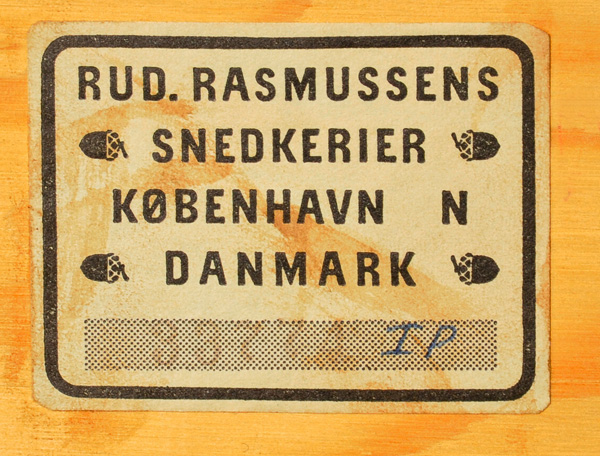 RUD. RASMUSSENS
SNEDKERIER
KØBENHAVN N
DANMARK
IP